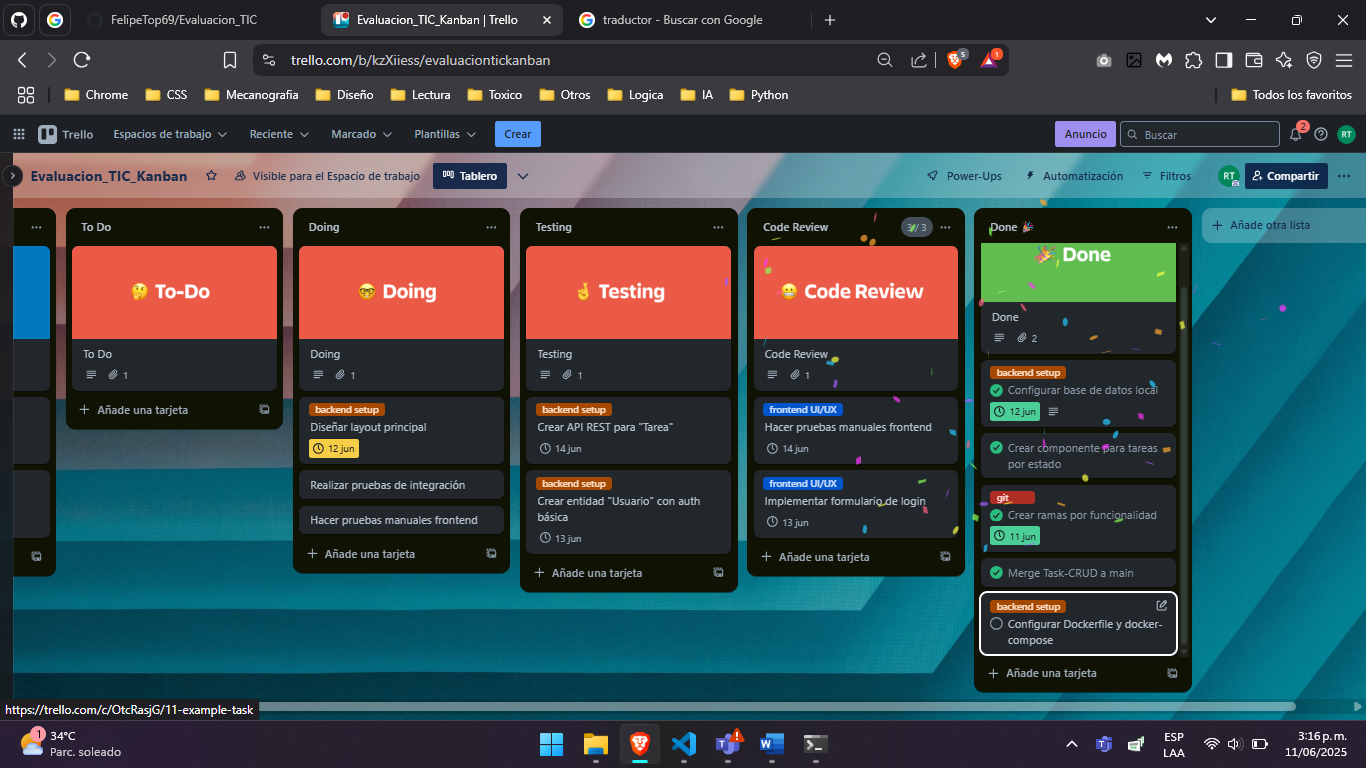 FelipeTop69/Evaluacion_TIC
Evaluacion_TIC_Kanban | Trello
traductor - Buscar con Google
trello.com/b/kzXiiess/evaluaciontickanban
5
1
Chrome
CSS
Mecanografia
Diseño
Lectura
Toxico
Otros
Logica
IA
Python
Todos los favoritos
Trello
Espacios de trabajo
Reciente
Marcado
Plantillas
Crear
Anuncio
Buscar
2
RT
Evaluacion_TIC_Kanban
Visible para el Espacio de trabajo
Tablero
Power-Ups
Automatización
Filtros
RT
Compartir
To Do
To-Do
To Do
1
Añade una tarjeta
Doing
Doing
Doing
1
backend setup
Diseñar layout principal
12 jun
Realizar pruebas de integración
Hacer pruebas manuales frontend
Añade una tarjeta
Testing
Testing
Testing
1
backend setup
Crear API REST para "Tarea"
14 jun
backend setup
Crear entidad "Usuario" con auth
básica
13 jun
Añade una tarjeta
Code Review
3 / 3
Code Review
Code Review
1
frontend UI/UX
Hacer pruebas manuales frontend
14 jun
frontend UI/UX
Implementar formulario de login
13 jun
Añade una tarjeta
Done
Done
Done
2
backend setup
Configurar base de datos local
12 jun
Crear componente para tareas
por estado
git
Crear ramas por funcionalidad
11 jun
Merge Task-CRUD a main
backend setup
Configurar Dockerfile y docker-
compose
Añade una tarjeta
Añade otra lista
https://trello.com/c/OtcRasjG/11-example-task
1
34°C
Parc. soleado
ESP
LAA
3:16 p. m.
11/06/2025